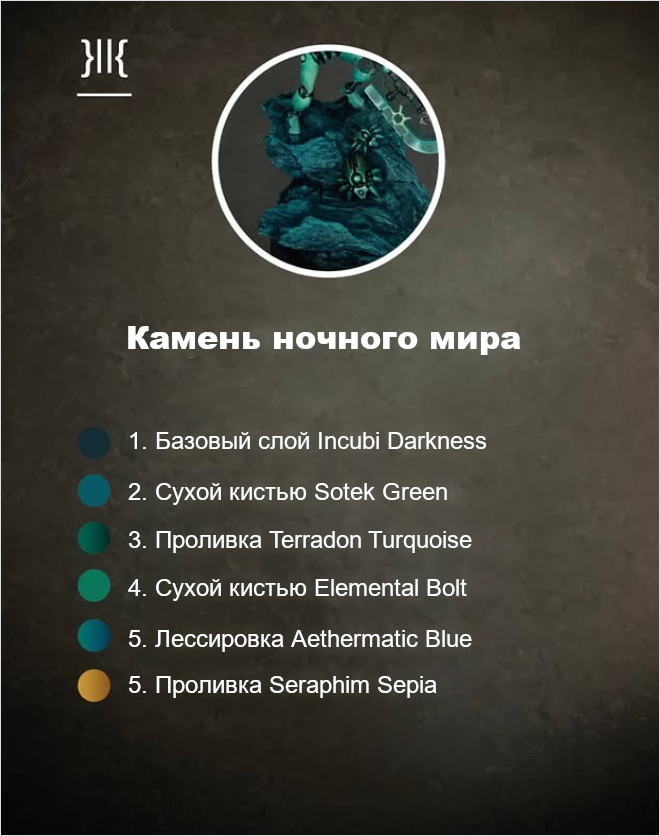 Камень ночного мира
1. Базовый слой Incubi Darkness
2. Сухой кистью Sotek Green
3. Проливка Terradon Turquoise
4. Сухой кистью Elemental Bolt
5. Лессировка Aethermatic Blue
5. Проливка Seraphim Sepia